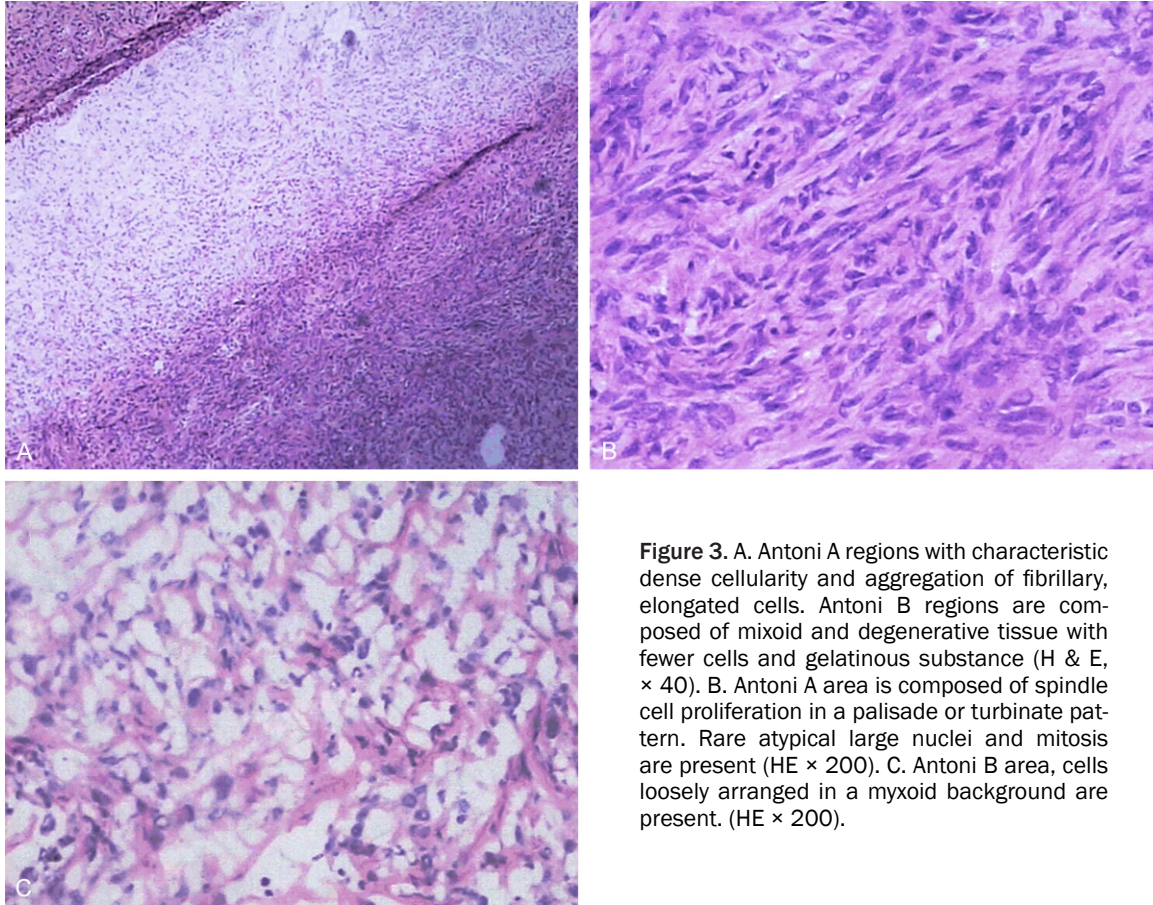 A
B
C
Figure 3. A. Antoni A regions with characteristic
dense cellularity and aggregation of fibrillary,
elongated cells. Antoni B regions are com-
posed of mixoid and degenerative tissue with
fewer cells and gelatinous substance (H & E,
× 40). B. Antoni A area is composed of spindle
cell proliferation in a palisade or turbinate pat-
tern. Rare atypical large nuclei and mitosis
are present (HE × 200). C. Antoni B area, cells
loosely arranged in a myxoid background are
present. (HE × 200).